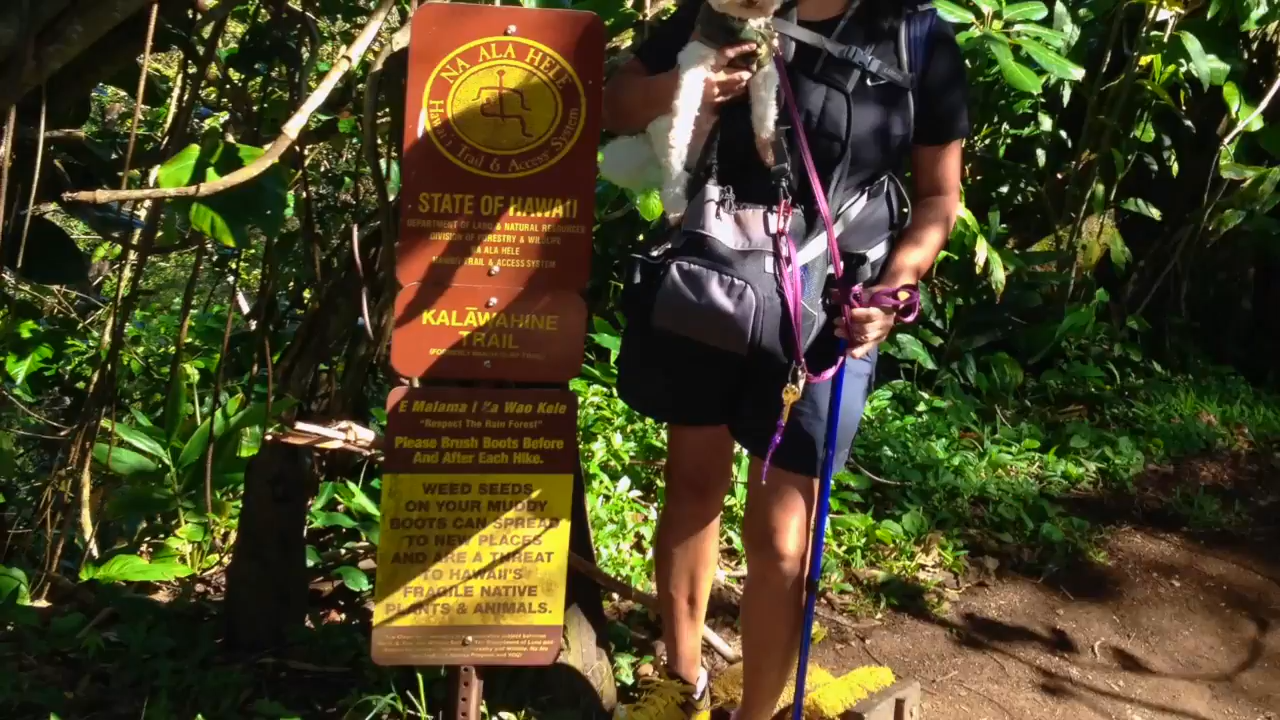 NA ALA HELE
Hawai'i Trail & Access System
STATE OF HAWAII
DEPARTMENT OF LAND & NATURAL RESOURCES
DIVISION OF FORESTRY & WILDLIFE
NA ALA HELE
HAWAII TRAIL & ACCESS SYSTEM
KALĀWAHINE
TRAIL
E Malama I Ka Wao Kele
"Respect The Rain Forest"
Please Brush Boots Before
And After Each Hike.
WEED SEEDS
ON YOUR MUDDY
BOOTS CAN SPREAD
TO NEW PLACES
AND ARE A THREAT
TO HAWAII'S
FRAGILE NATIVE
PLANTS & ANIMALS.